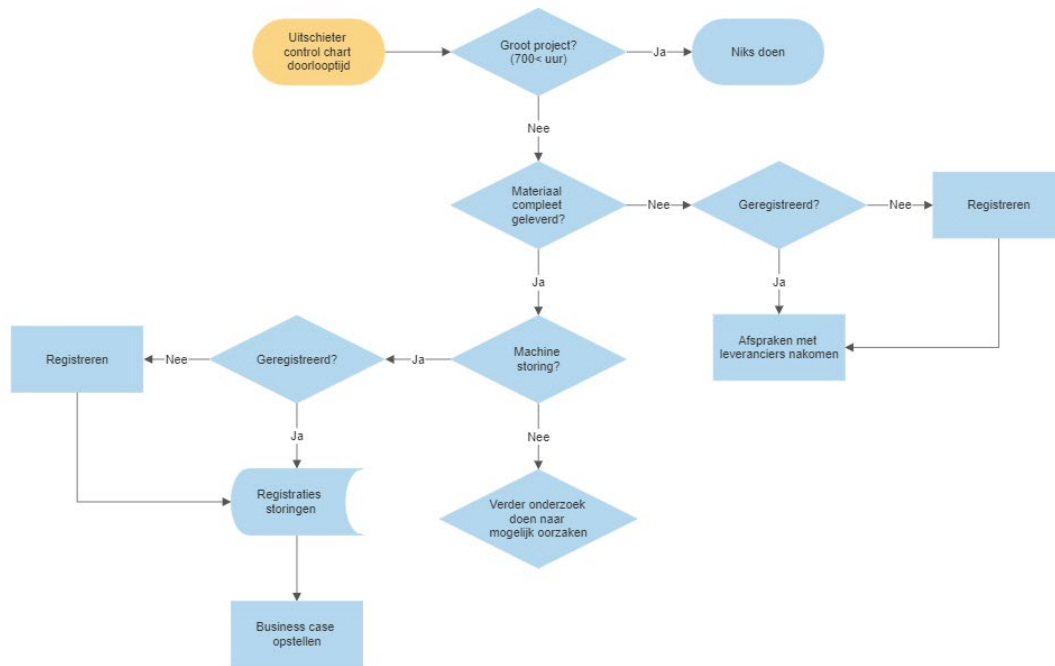 Uitschieter
control chart
doorlooptijd
Groot project?
(700< uur)
Ja
Niks doen
Nee
Materiaal
compleet
geleverd?
Nee
Geregistreerd?
Nee
Registreren
Ja
Ja
Afspraken met
leveranciers nakomen
Registreren
Nee
Geregistreerd?
Ja
Machine
storing?
Ja
Nee
Registraties
storingen
Verder onderzoek
doen naar
mogelijk oorzaken
Business case
opstellen